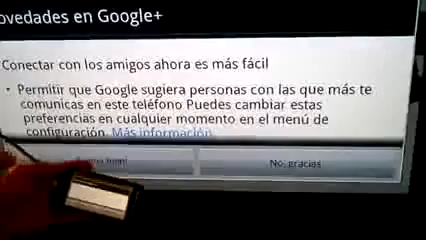 ovedades en Google+
Conectar con los amigos ahora es más fácil
• Permitir que Google sugiera personas con las que más te
comunicas en este teléfono Puedes cambiar estas
preferencias en cualquier momento en el menú de
configuración. Más información.
No, gracias